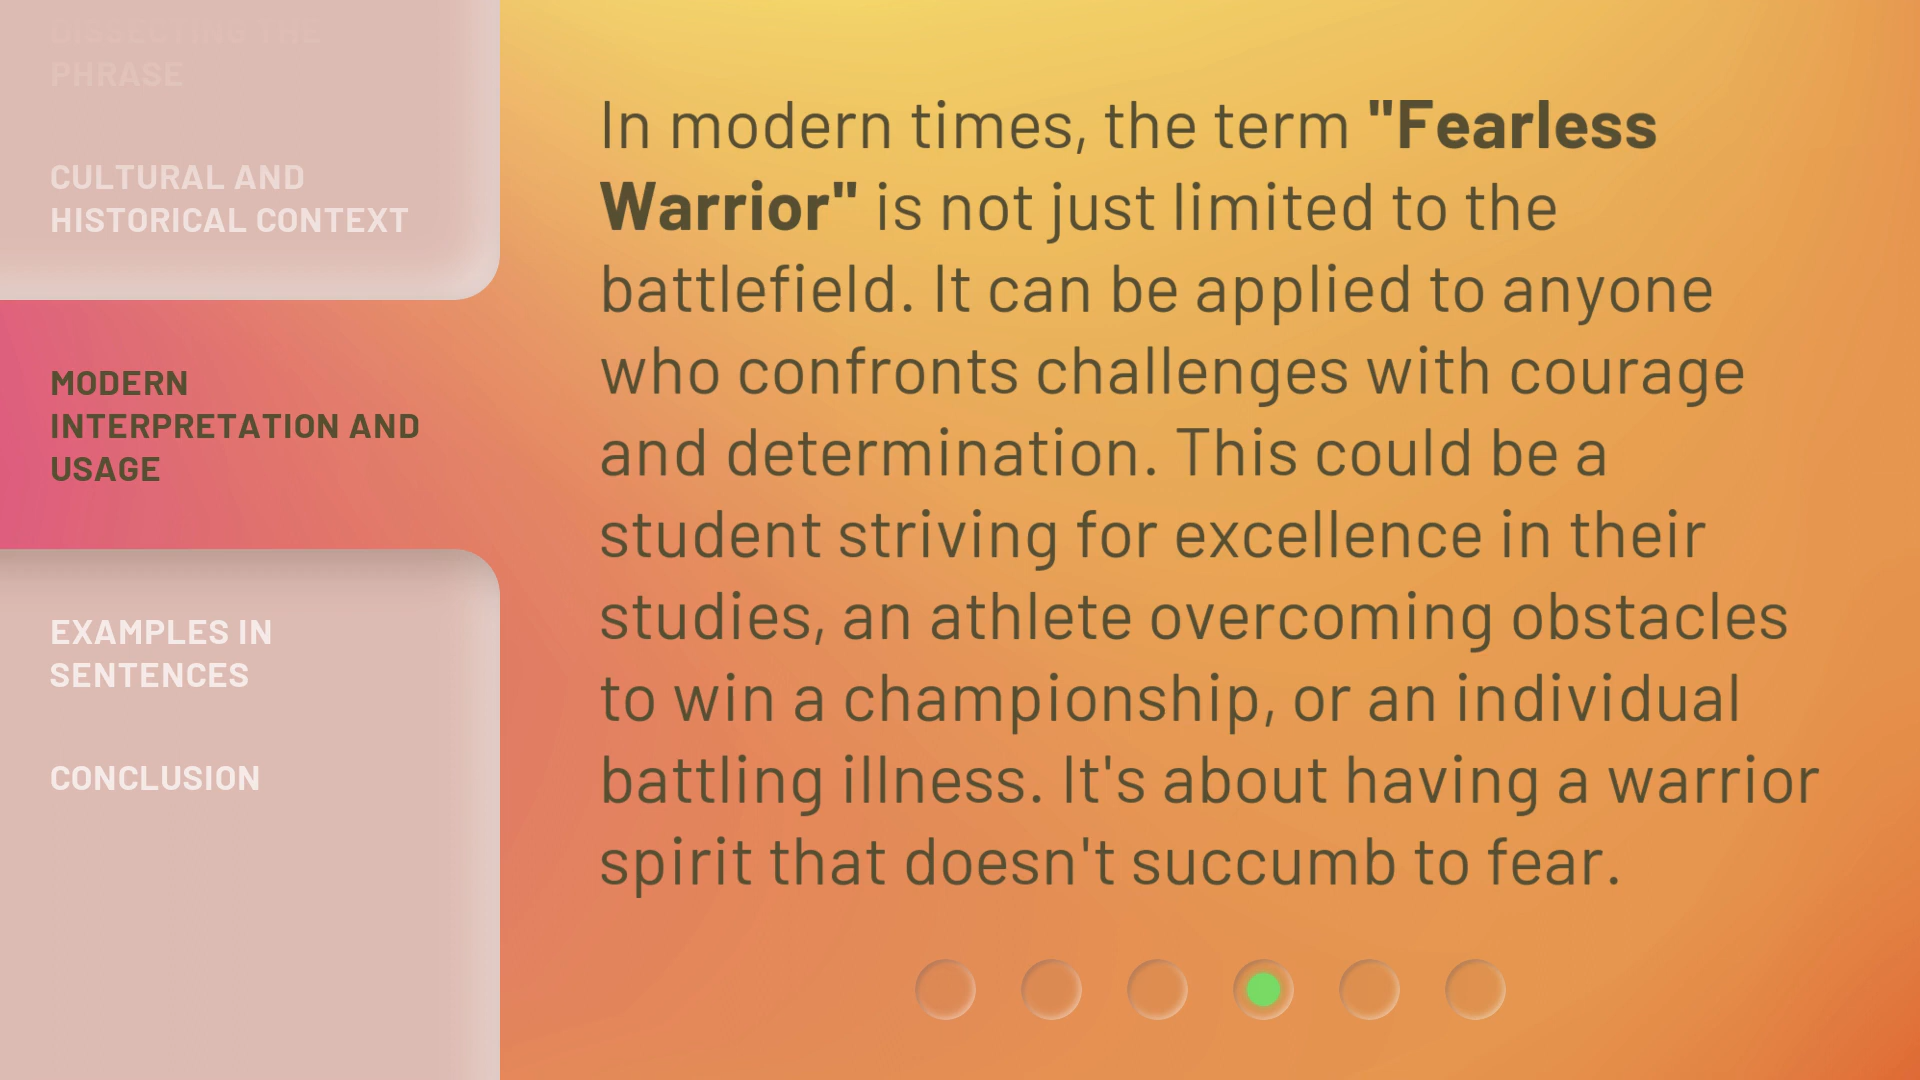 DISSECTING THE
PHRASE
CULTURAL AND
HISTORICAL CONTEXT
MODERN
INTERPRETATION AND
USAGE
EXAMPLES IN
SENTENCES
CONCLUSION
In modern times, the term "Fearless
Warrior" is not just limited to the
battlefield. It can be applied to anyone
who confronts challenges with courage
and determination. This could be a
student striving for excellence in their
studies, an athlete overcoming obstacles
to win a championship, or an individual
battling illness. It's about having a warrior
spirit that doesn't succumb to fear.